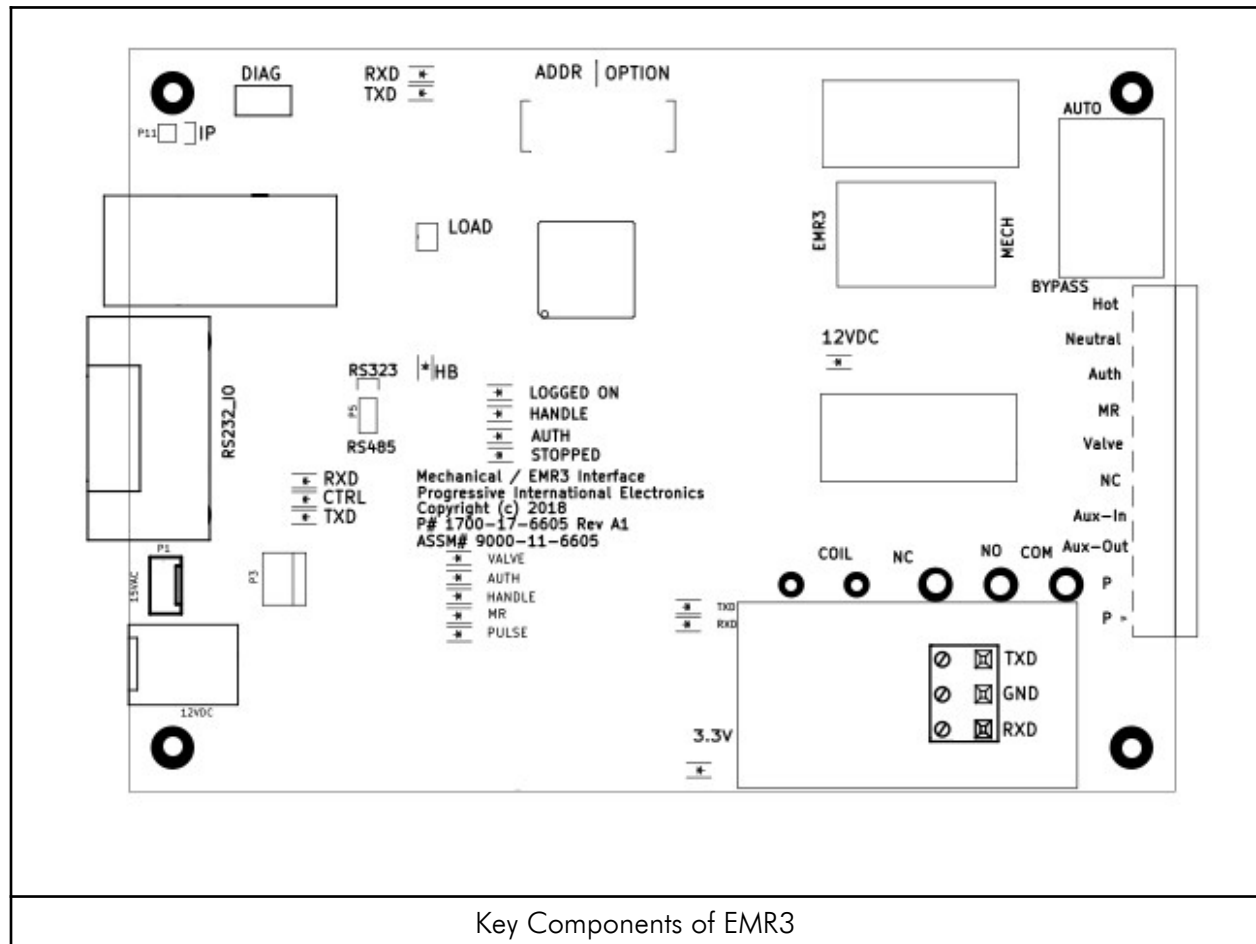 DIAG
RXD
TXD
ADDR | OPTION
AUTO
P11
IP
LOAD
EMR3
MECH
BYPASS
Hot
Neutral
Auth
MR
Valve
NC
Aux-In
Aux-Out
P
P
12VDC
RS232_IO
RS323
P5
RS485
*HB
LOGGED ON
HANDLE
AUTH
STOPPED
RXD
CTRL
TXD
Mechanical / EMR3 Interface
Progressive International Electronics
Copyright (c) 2018
P# 1700-17-6605 Rev A1
ASSM# 9000-11-6605
VALVE
AUTH
HANDLE
MR
PULSE
P1
15VAC
P3
12VDC
COIL
NC
NO
COM
TXD
RXD
TXD
GND
RXD
3.3V
Key Components of EMR3